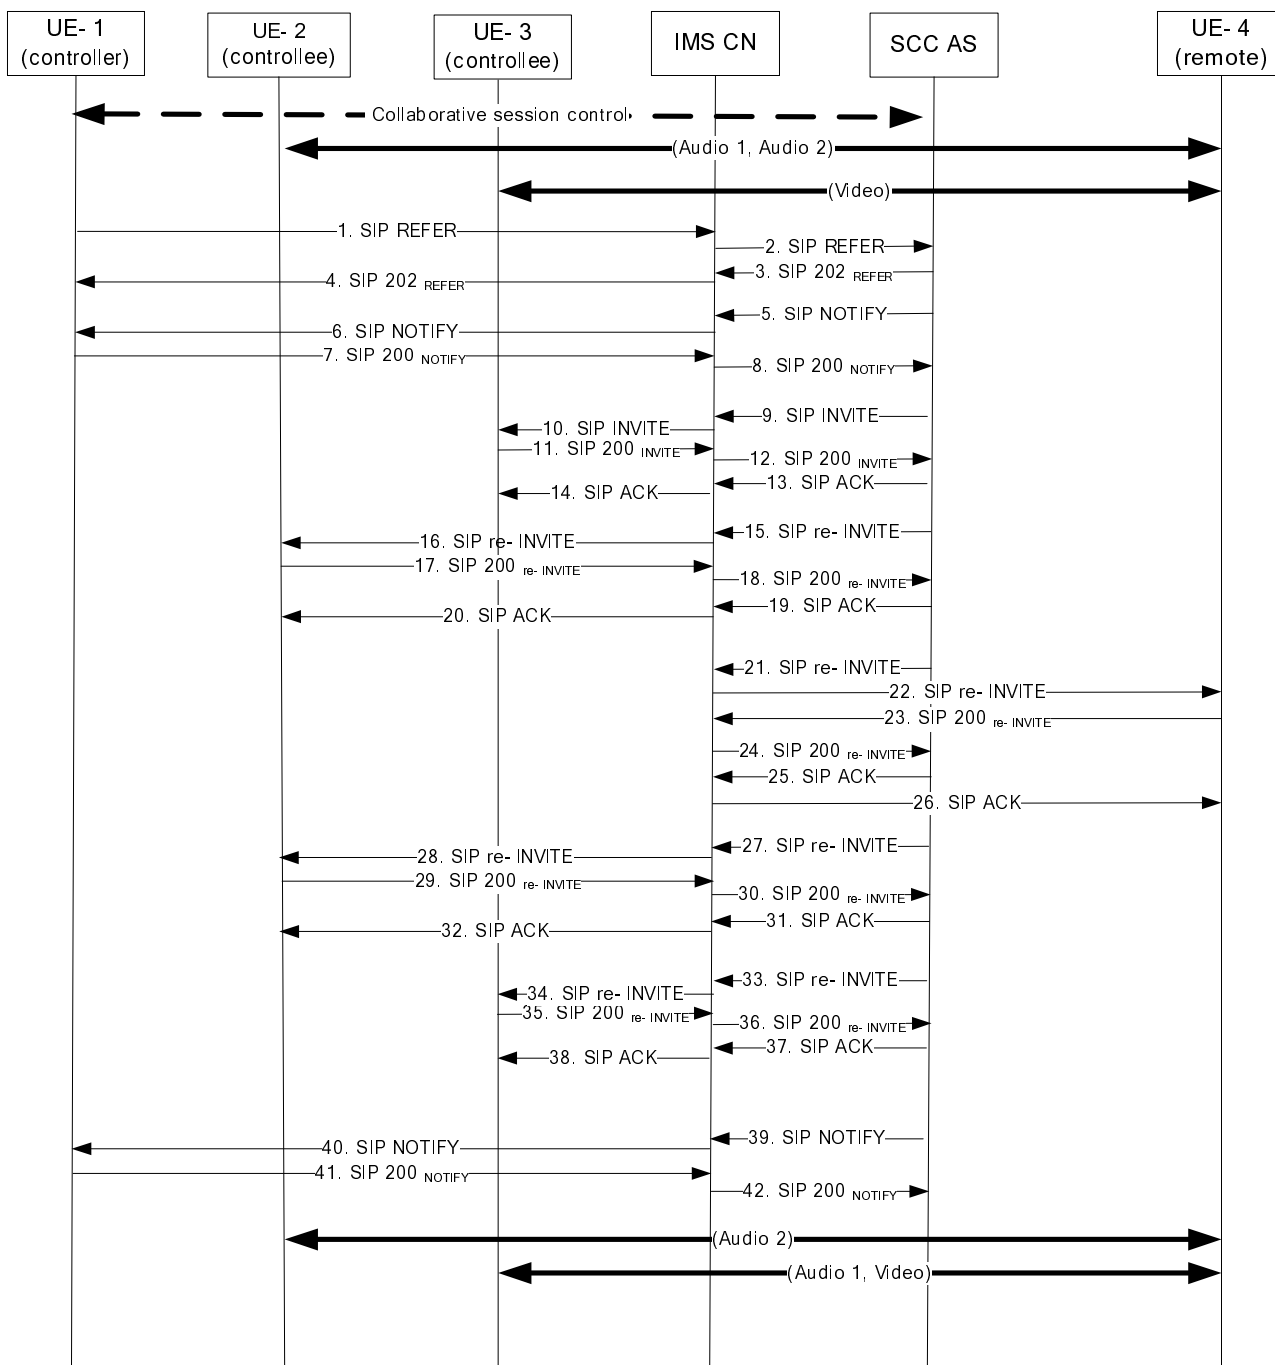 UE- 1
(controller)
UE- 2
(controllee)
UE- 3
(controllee)
IMS CN
SCC AS
UE- 4
(remote)
Collaborative session control
(Audio 1, Audio 2)
(Video)
1. SIP REFER
2. SIP REFER
3. SIP 202 REFER
4. SIP 202 REFER
5. SIP NOTIFY
6. SIP NOTIFY
7. SIP 200 NOTIFY
8. SIP 200 NOTIFY
9. SIP INVITE
10. SIP INVITE
11. SIP 200 INVITE
12. SIP 200 INVITE
13. SIP ACK
14. SIP ACK
15. SIP re- INVITE
16. SIP re- INVITE
17. SIP 200 re- INVITE
18. SIP 200 re- INVITE
19. SIP ACK
20. SIP ACK
21. SIP re- INVITE
22. SIP re- INVITE
23. SIP 200 re- INVITE
24. SIP 200 re- INVITE
25. SIP ACK
26. SIP ACK
27. SIP re- INVITE
28. SIP re- INVITE
29. SIP 200 re- INVITE
30. SIP 200 re- INVITE
31. SIP ACK
32. SIP ACK
33. SIP re- INVITE
34. SIP re- INVITE
35. SIP 200 re- INVITE
36. SIP 200 re- INVITE
37. SIP ACK
38. SIP ACK
39. SIP NOTIFY
40. SIP NOTIFY
41. SIP 200 NOTIFY
42. SIP 200 NOTIFY
(Audio 2)
(Audio 1, Video)